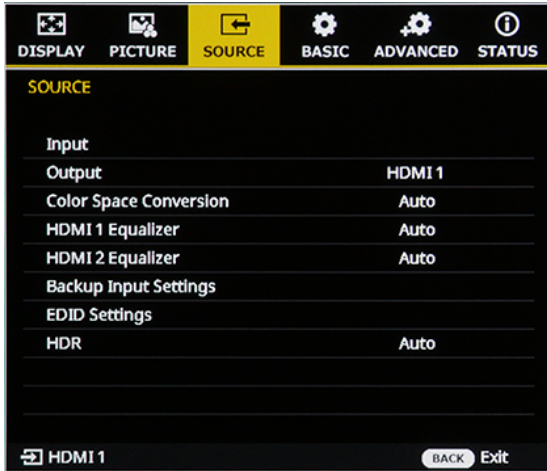 DISPLAY PICTURE SOURCE BASIC ADVANCED STATUS
SOURCE
Input
Output HDMI 1
Color Space Conversion Auto
HDMI 1 Equalizer Auto
HDMI 2 Equalizer Auto
Backup Input Settings
EDID Settings
HDR Auto
HDMI 1 BACK Exit